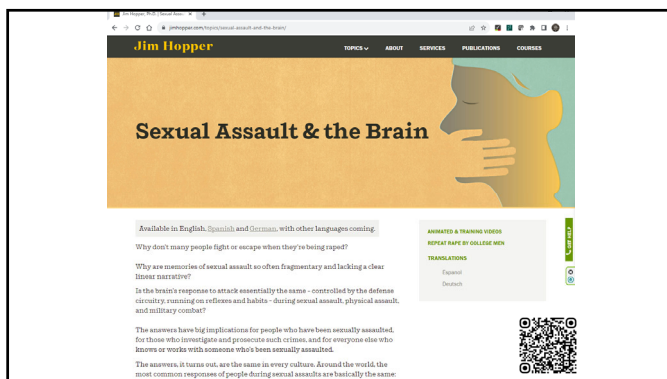 Jim Hopper, Ph.D. | Sexual Assau
jimhopper.com/topics/sexual-assault-and-the-brain/
Jim Hopper
TOPICS
ABOUT
SERVICES
PUBLICATIONS
COURSES
Sexual Assault & the Brain
Available in English, Spanish and German, with other languages coming.
Why don't many people fight or escape when they're being raped?
Why are memories of sexual assault so often fragmentary and lacking a clear
linear narrative?
Is the brain's response to attack essentially the same - controlled by the defense
circuitry, running on reflexes and habits - during sexual assault, physical assault,
and military combat?
The answers have big implications for people who have been sexually assaulted,
for those who investigate and prosecute such crimes, and for everyone else who
knows or works with someone who's been sexually assaulted.
The answers, it turns out, are the same in every culture. Around the world, the
most common responses of people during sexual assaults are basically the same:
ANIMATED & TRAINING VIDEOS
REPEAT RAPE BY COLLEGE MEN
TRANSLATIONS
Espanol
Deutsch
GET HELP